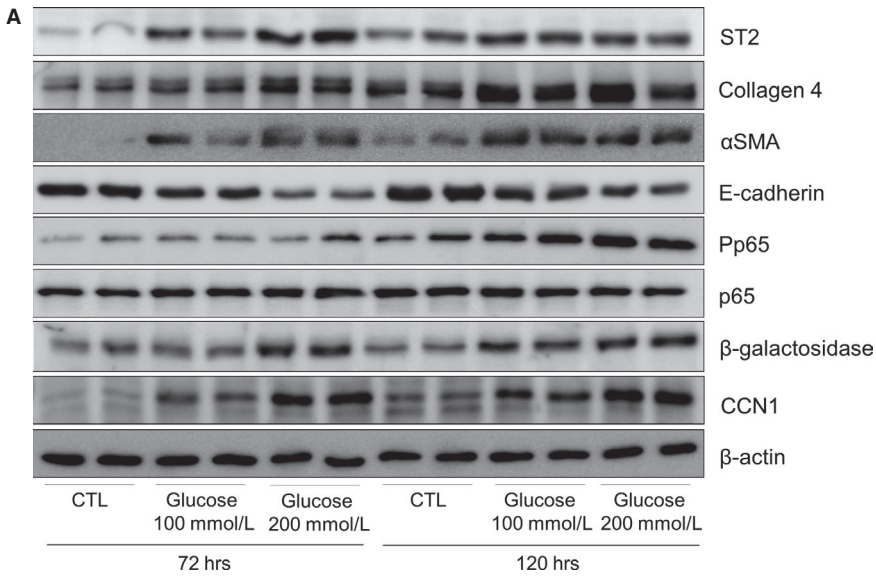 A
ST2
Collagen 4
αSMA
E-cadherin
Pp65
p65
β-galactosidase
CCN1
β-actin
CTL
Glucose
100 mmol/L
Glucose
200 mmol/L
CTL
Glucose
100 mmol/L
Glucose
200 mmol/L
72 hrs
120 hrs